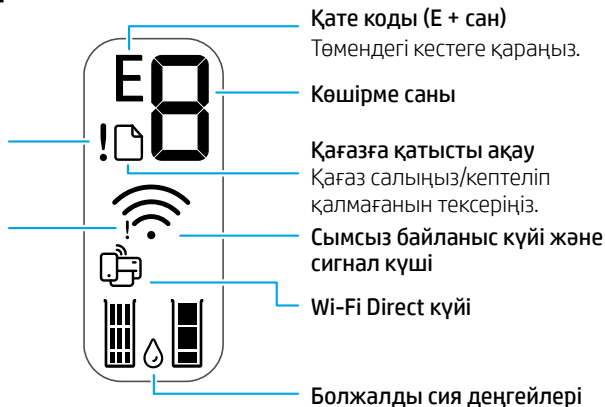 Қате коды (E + сан)
Төмендегі кестеге қараңыз.
E8
Көшірме саны
!
Қағазға қатысты ақау
Қағаз салыңыз/кептеліп
қалмағанын тексеріңіз.
!
Сымсыз байланыс күйі және
сигнал күші
Wi-Fi Direct күйі
Болжалды сия деңгейлері